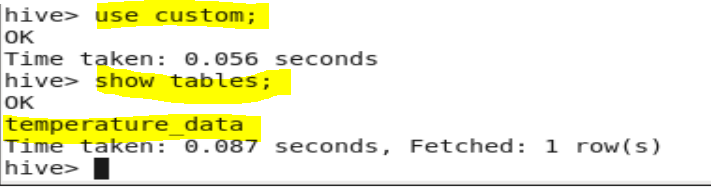 hive> use custom;
OK
Time taken: 0.056 seconds
hive> show tables;
OK
temperature_data
Time taken: 0.087 seconds, Fetched: 1 row(s)
hive>